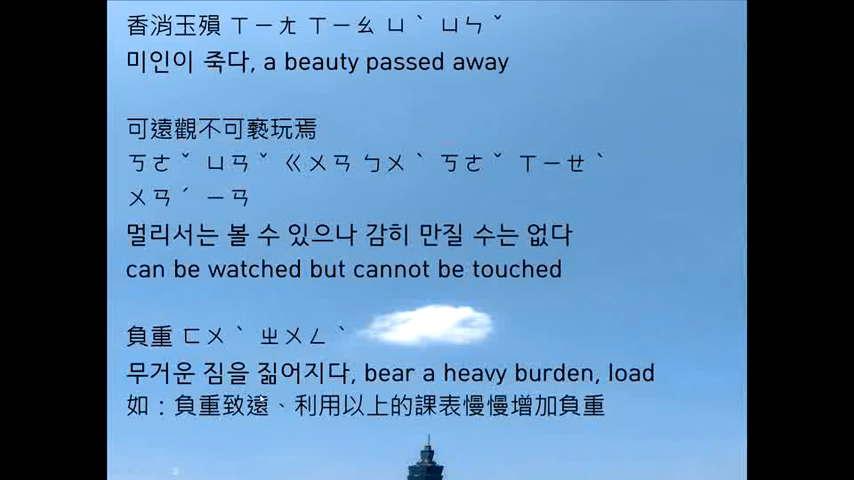 香消玉殞 ㄒㄧㄤ ㄒㄧㄠ ㄩˋ ㄩㄣˇ
미인이 죽다, a beauty passed away
可遠觀不可褻玩焉
ㄎㄜˇ ㄩㄢˇ ㄍㄨㄢ ㄅㄨˋ ㄎㄜˇ ㄒㄧㄝˋ
ㄨㄢˊ ㄧㄢ
멀리서는 볼 수 있으나 감히 만질 수는 없다
can be watched but cannot be touched
負重 ㄈㄨˋ ㄓㄨㄥˋ
무거운 짐을 짊어지다, bear a heavy burden, load
如：負重致遠、利用以上的課表慢慢增加負重